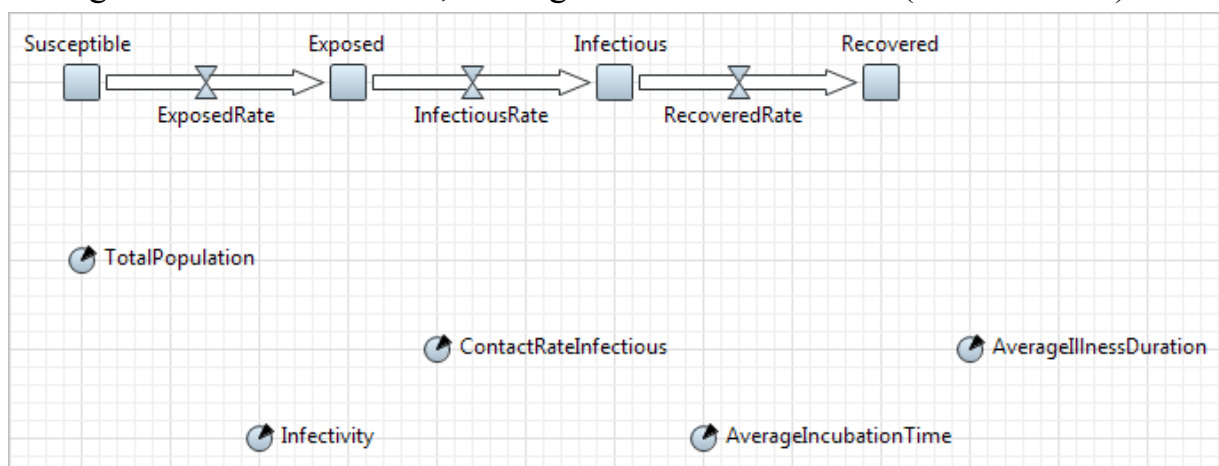 Susceptible Exposed Infectious Recovered
ExposedRate InfectiousRate RecoveredRate
TotalPopulation
ContactRateInfectious AverageIllnessDuration
Infectivity AverageIncubationTime